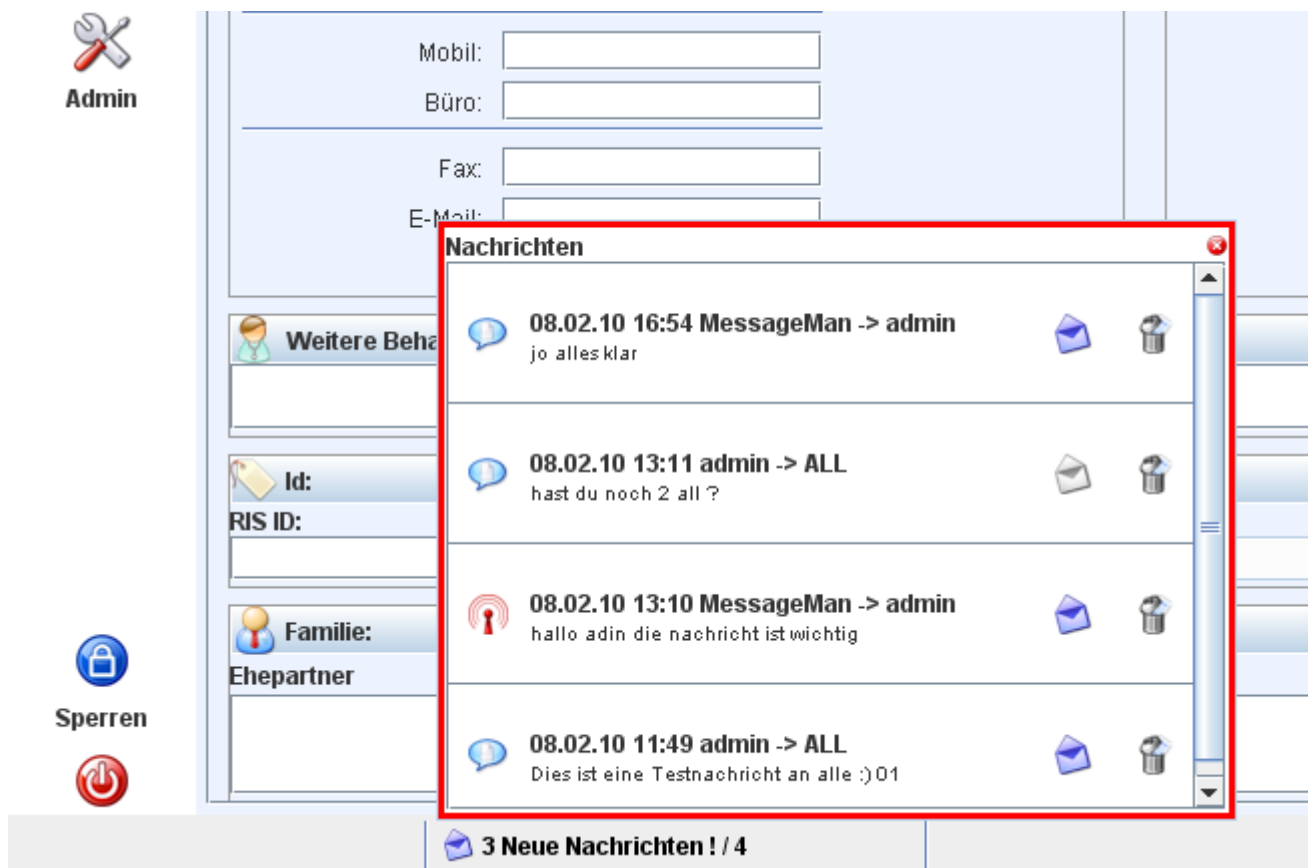 Admin
Mobil:
Büro:
Fax:
E-Mail:
Nachrichten
08.02.10 16:54 MessageMan -> admin
jo alles klar
08.02.10 13:11 admin -> ALL
hast du noch 2 all ?
08.02.10 13:10 MessageMan -> admin
hallo adin die nachricht ist wichtig
08.02.10 11:49 admin -> ALL
Dies ist eine Testnachricht an alle :) 01
Weitere Beha
Id:
RIS ID:
Familie:
Ehepartner
Sperren
3 Neue Nachrichten ! / 4